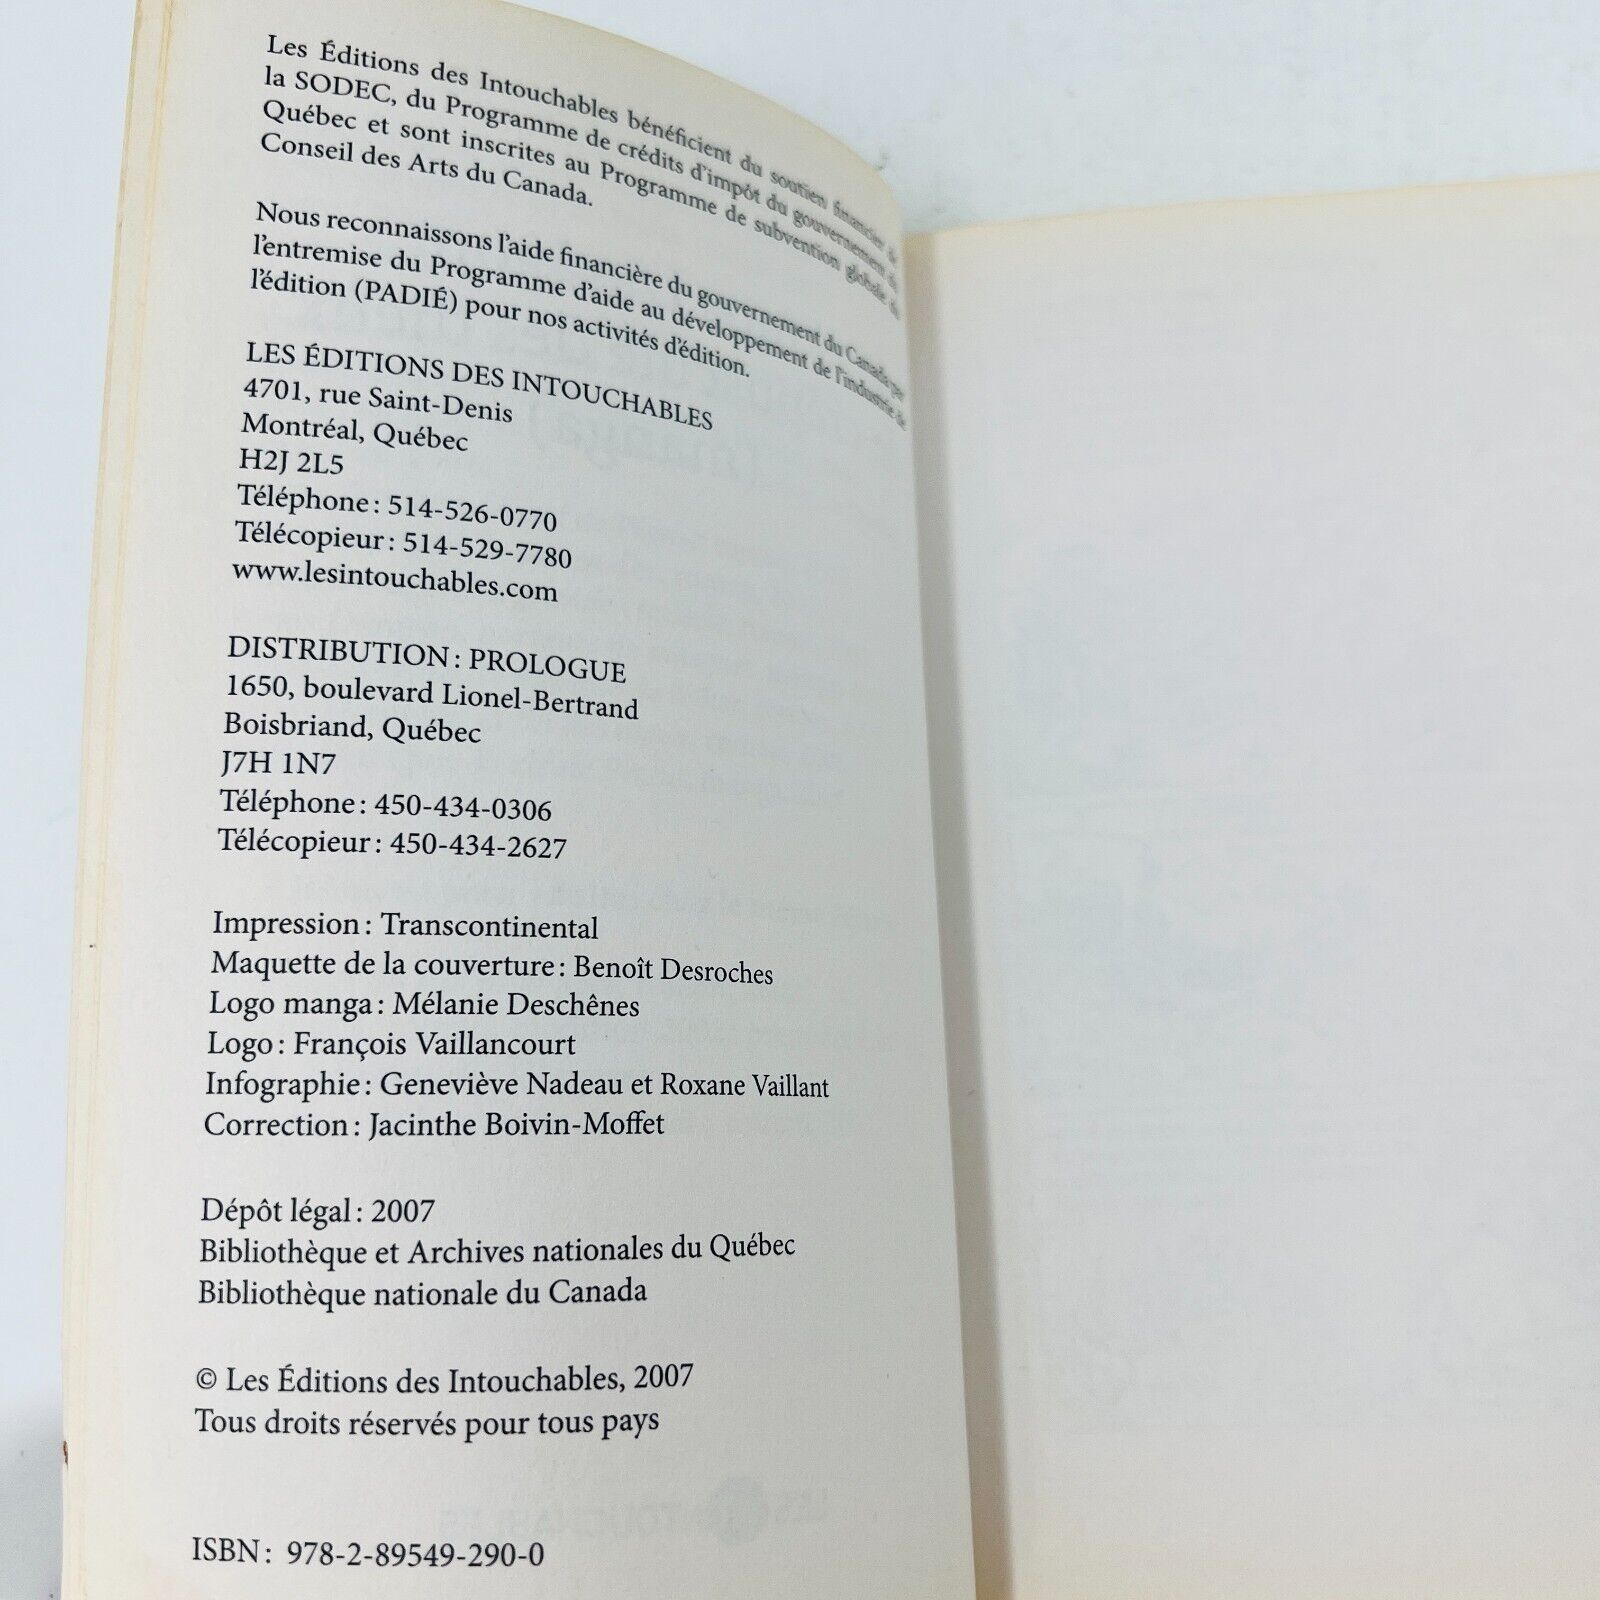 Les Éditions des Intouchables bénéficient du soutien financier de
la SODEC, du Programme de crédits d'impôt du gouvernement du
Québec et sont inscrites au Programme de subvention globale du
Conseil des Arts du Canada.
Nous reconnaissons l'aide financière du gouvernement du Canada par
l'entremise du Programme d'aide au développement de l'industrie de
l'édition (PADIÉ) pour nos activités d'édition.
LES ÉDITIONS DES INTOUCHABLES
4701, rue Saint-Denis
Montréal, Québec
H2J 2L5
Téléphone : 514-526-0770
Télécopieur : 514-529-7780
www.lesintouchables.com
DISTRIBUTION : PROLOGUE
1650, boulevard Lionel-Bertrand
Boisbriand, Québec
J7H 1N7
Téléphone : 450-434-0306
Télécopieur : 450-434-2627
Impression : Transcontinental
Maquette de la couverture : Benoît Desroches
Logo manga : Mélanie Deschênes
Logo : François Vaillancourt
Infographie : Geneviève Nadeau et Roxane Vaillant
Correction : Jacinthe Boivin-Moffet
Dépôt légal : 2007
Bibliothèque et Archives nationales du Québec
Bibliothèque nationale du Canada
© Les Éditions des Intouchables, 2007
Tous droits réservés pour tous pays
ISBN : 978-2-89549-290-0